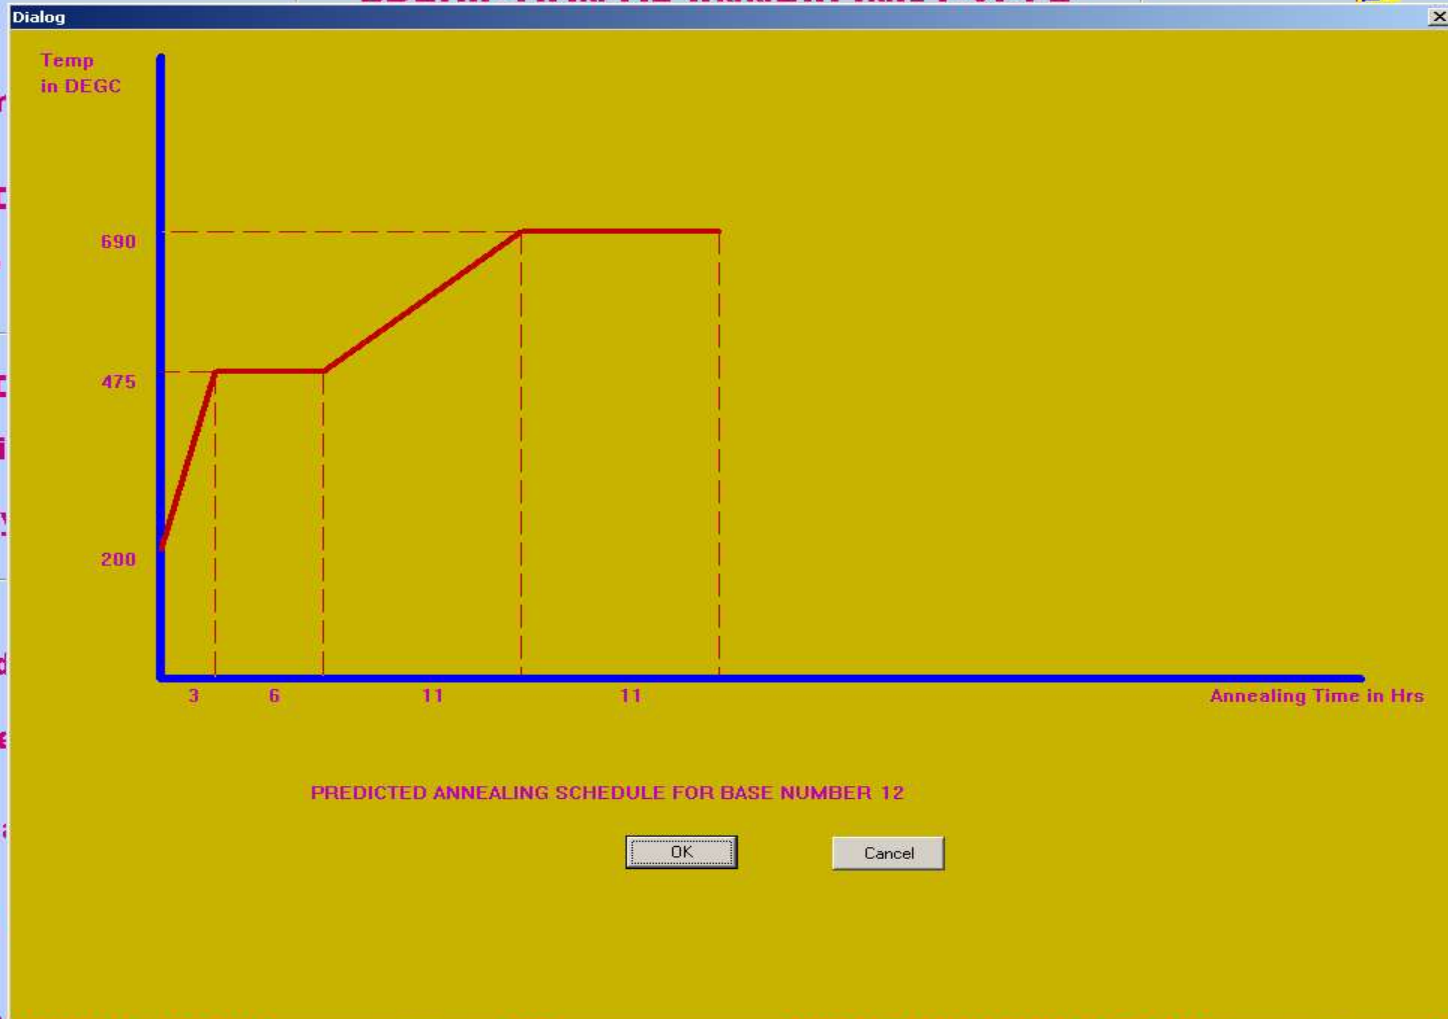 Dialog
Temp
in DEGC
690
475
200
3 6 11 11 Annealing Time in Hrs
PREDICTED ANNEALING SCHEDULE FOR BASE NUMBER 12
OK Cancel